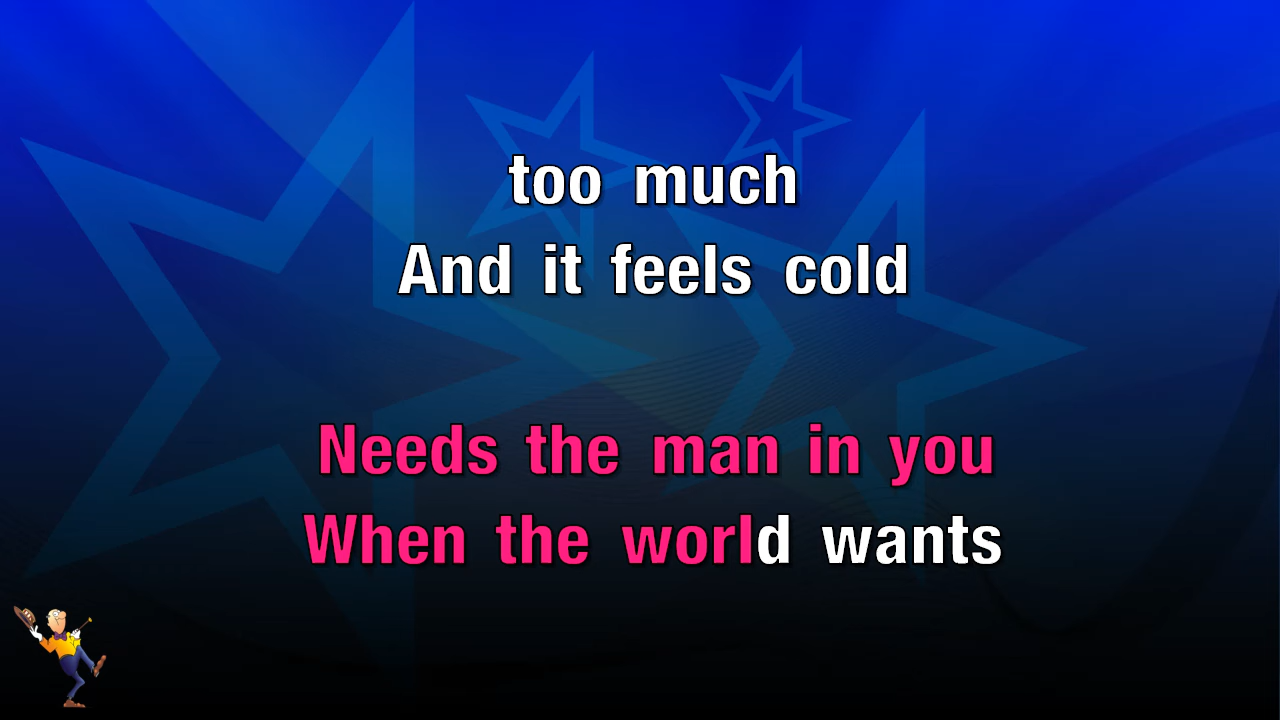 too much
And it feels cold
Needs the man in you
When the world wants